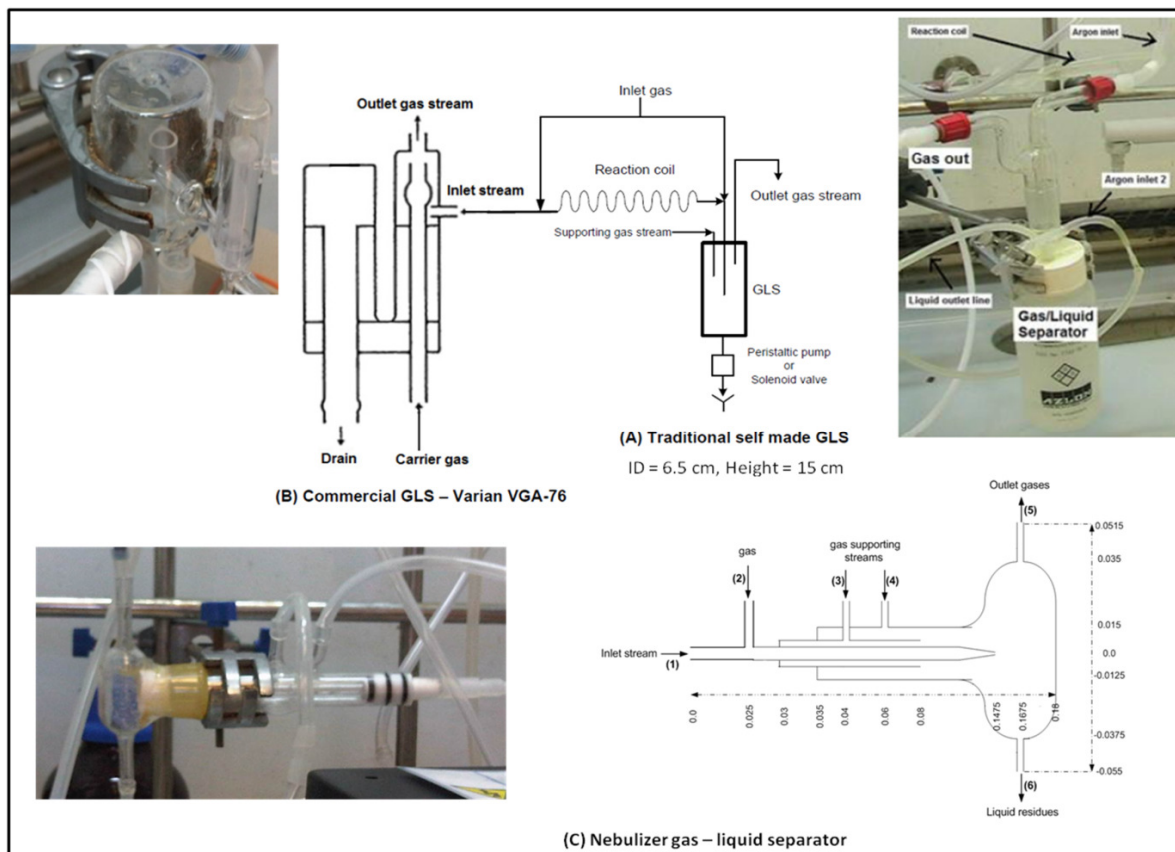 Reaction coil
Argon inlet
Gas out
Argon inlet 2
Liquid outlet line
Gas/Liquid
Separator
Outlet gas stream
Inlet stream
Drain
Carrier gas
(B) Commercial GLS – Varian VGA-76
Inlet gas
Reaction coil
Outlet gas stream
Supporting gas stream
GLS
Peristaltic pump
or
Solenoid valve
(A) Traditional self made GLS
ID = 6.5 cm, Height = 15 cm
Outlet gases
(5)
gas
gas supporting
streams
(2)
(3)
(4)
Inlet stream
(1)
0.0515
0.035
0.015
0.0
-0.0125
-0.0375
-0.055
0.0
0.025
0.03
0.035
0.04
0.06
0.08
0.1475
0.1675
0.18
(6)
Liquid residues
(C) Nebulizer gas – liquid separator